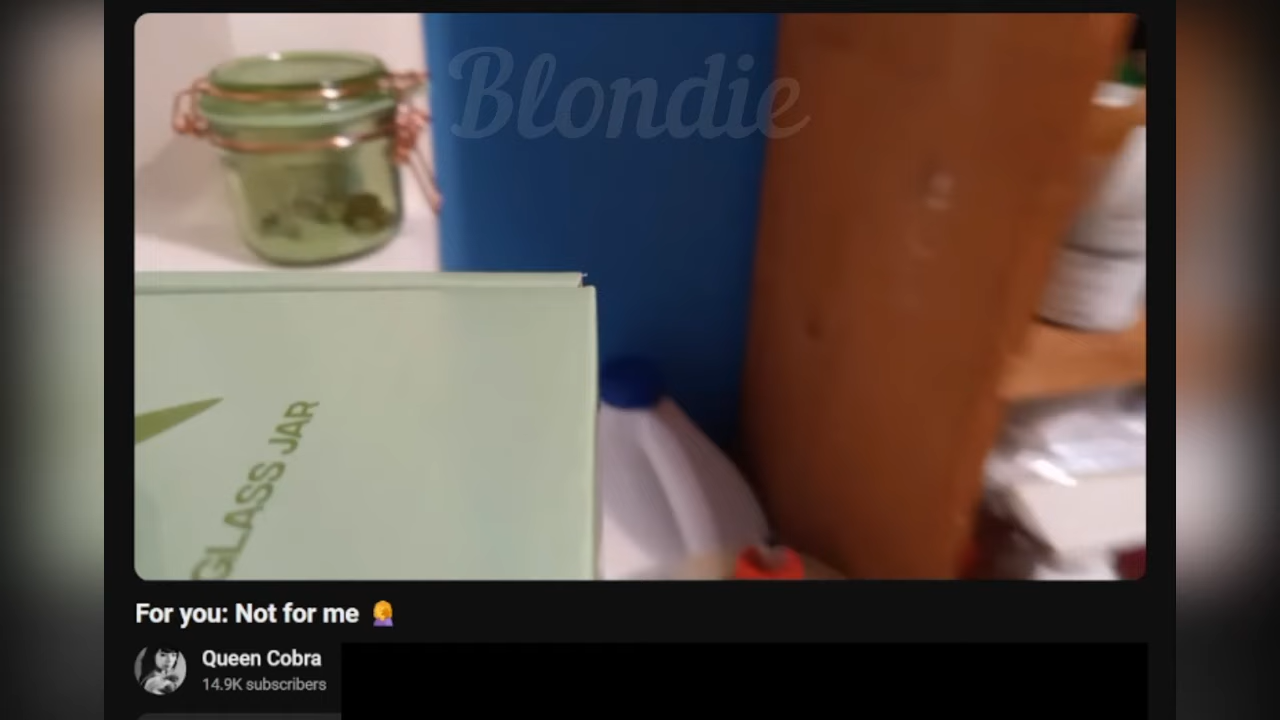 Blondie
GLASS JAR
For you: Not for me 🤦‍♀️
Queen Cobra
14.9K subscribers